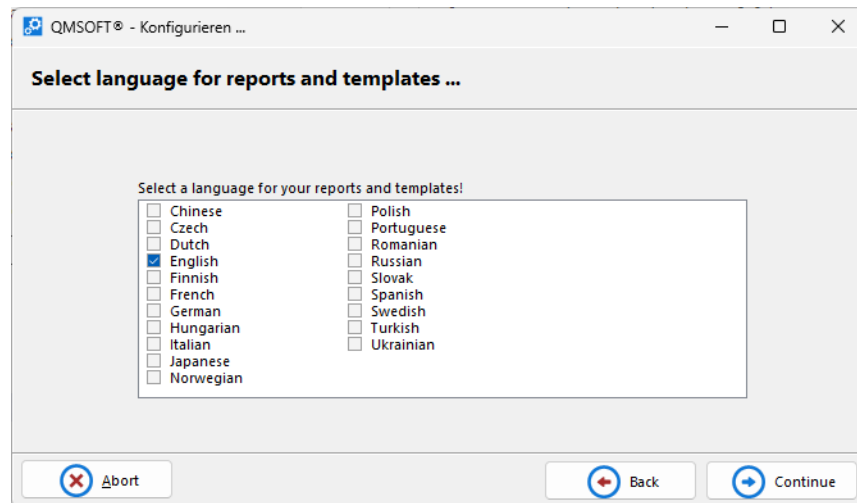 QMSOFT® - Konfigurieren ...
Select language for reports and templates ...
Select a language for your reports and templates!
Chinese
Czech
Dutch
English
Finnish
French
German
Hungarian
Italian
Japanese
Norwegian
Polish
Portuguese
Romanian
Russian
Slovak
Spanish
Swedish
Turkish
Ukrainian
Abort
Back
Continue